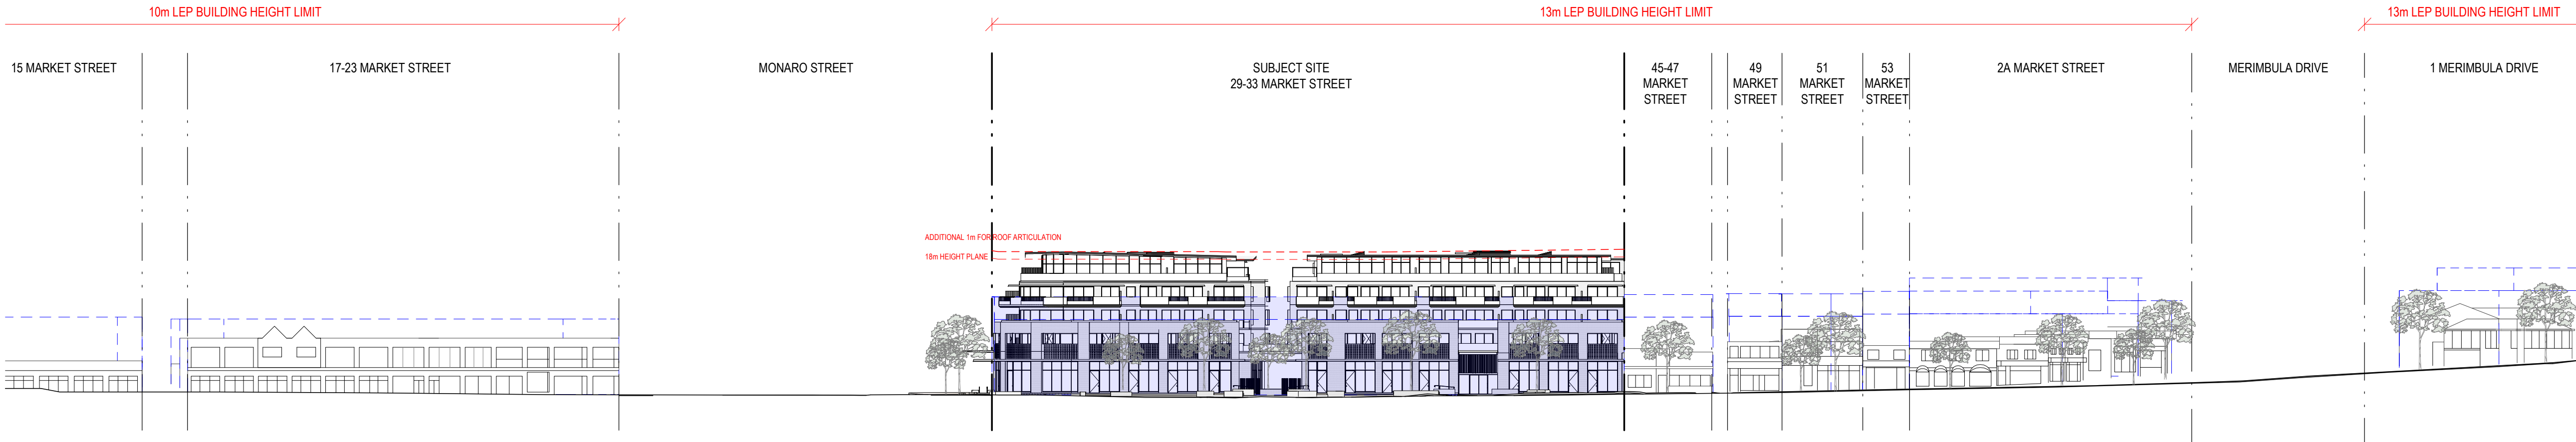 10m LEP BUILDING HEIGHT LIMIT
13m LEP BUILDING HEIGHT LIMIT
13m LEP BUILDING HEIGHT LIMIT
15 MARKET STREET
17-23 MARKET STREET
MONARO STREET
SUBJECT SITE
29-33 MARKET STREET
45-47
MARKET
STREET
49
MARKET
STREET
51
MARKET
STREET
53
MARKET
STREET
2A MARKET STREET
MERIMBULA DRIVE
1 MERIMBULA DRIVE
ADDITIONAL 1m FOR ROOF ARTICULATION
18m HEIGHT PLANE